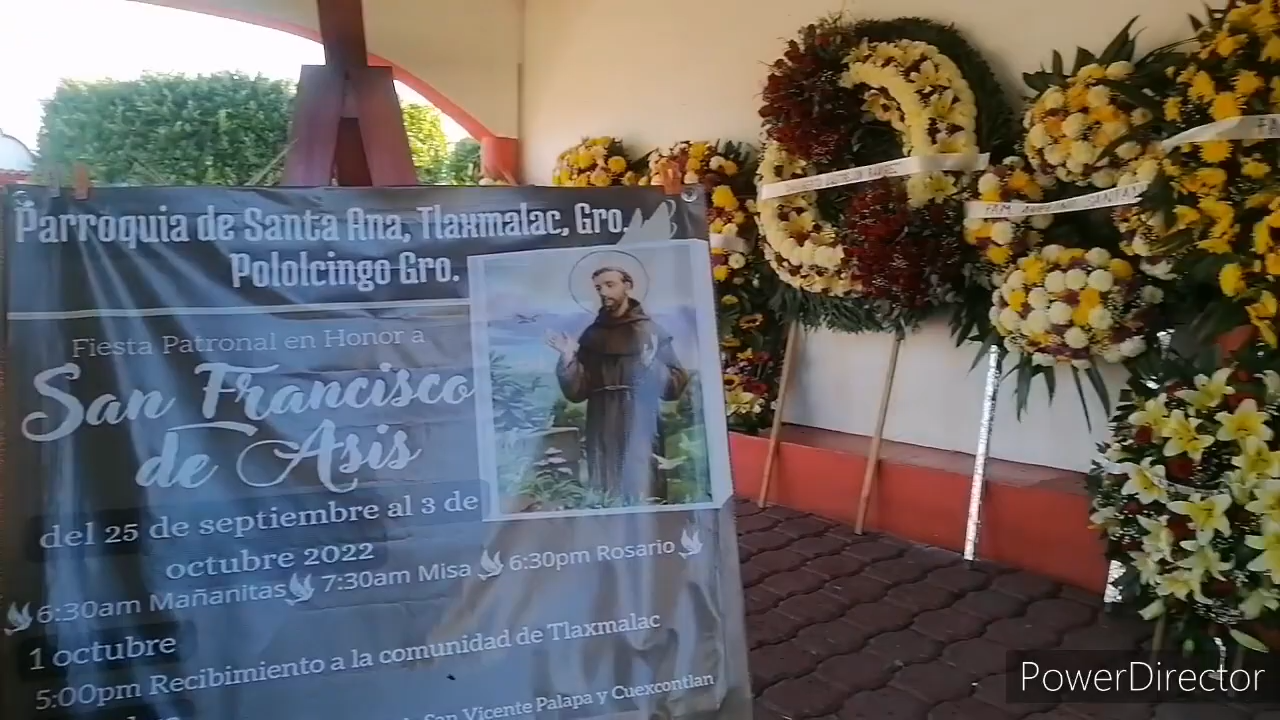 Parroquia de Santa Ana, Tlaxmalac, Gro.
Pololcingo Gro.
Fiesta Patronal en Honor a
San Francisco
de Asis
del 25 de septiembre al 3 de
octubre 2022
6:30am Mañanitas 7:30am Misa 6:30pm Rosario
1 octubre
5:00pm Recibimiento a la comunidad de Tlaxmalac
San Vicente Palapa y Cuexcontlan
FAM.
PowerDirector